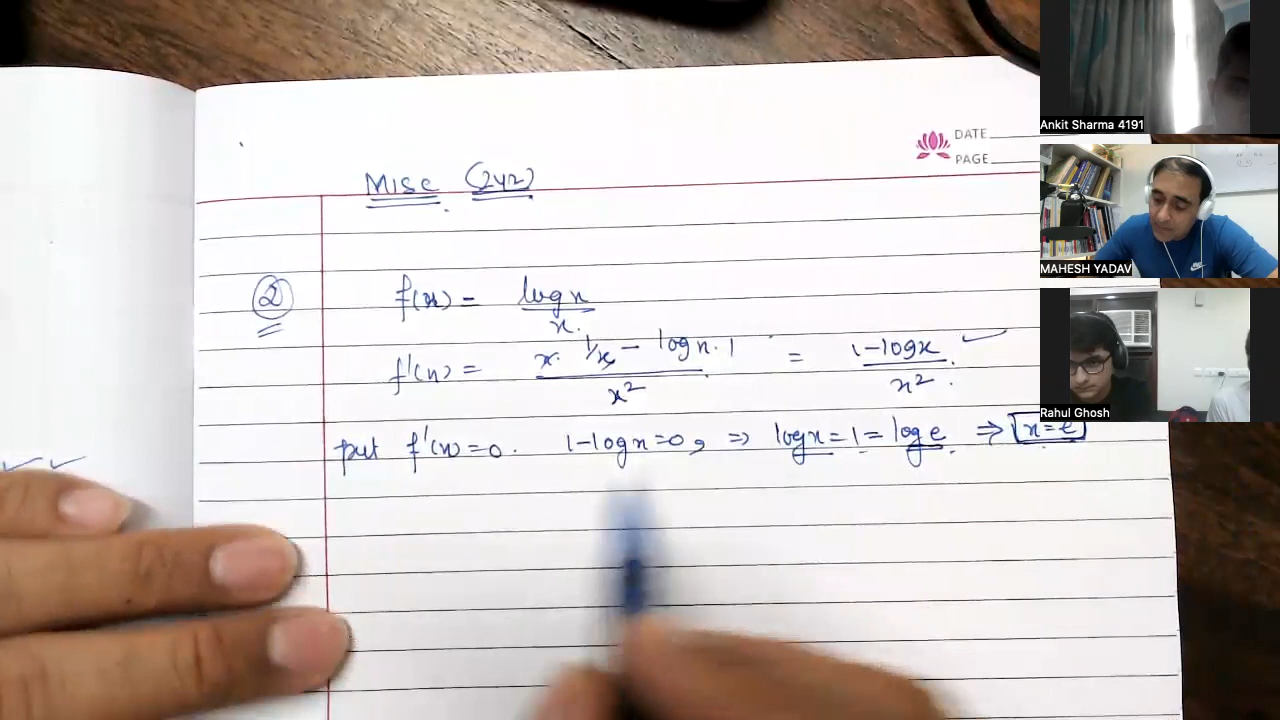 DATE
PAGE
Misc (242)
② f(x) = log x / x.
f'(x) = x. 1/x – log x. 1 / x² = 1-log x / x².
put f'(x) = 0. 1-log x = 0, ⇒ log x = 1 = log e ⇒ x = e
Ankit Sharma 4191
MAHESH YADAV
Rahul Ghosh